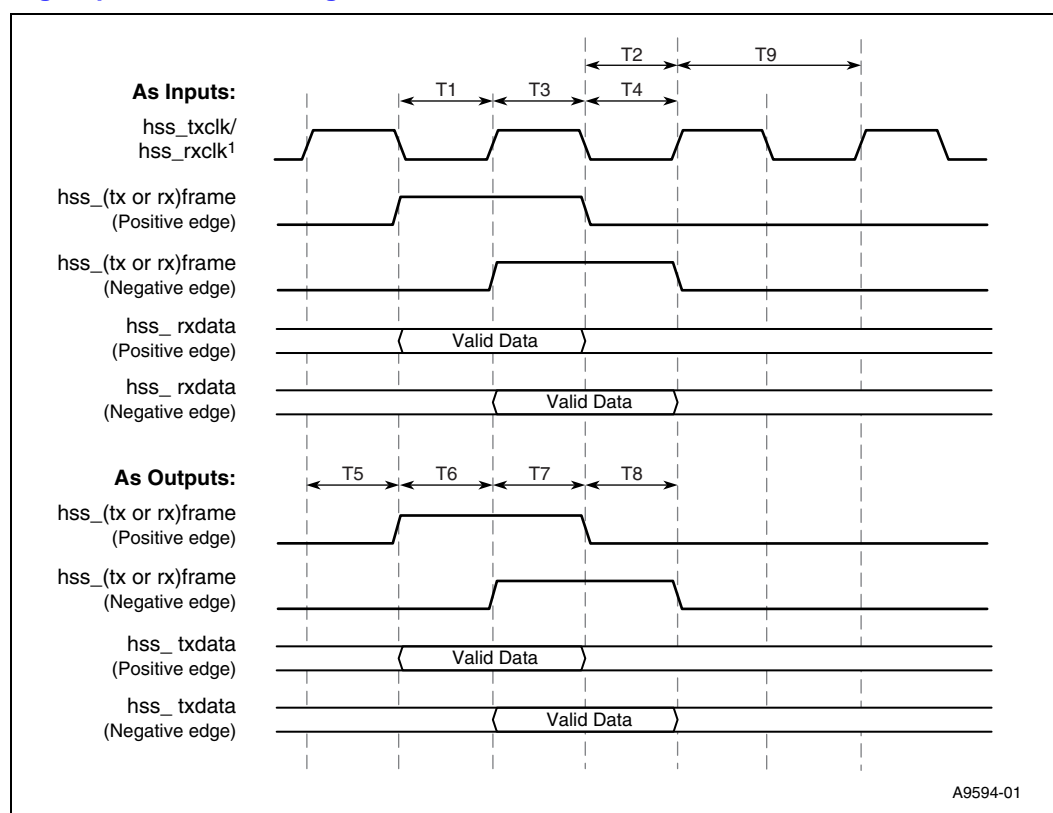 T2 T9
As Inputs: T1 T3 T4
hss_txclk/
hss_rxclk1
hss_(tx or rx)frame
(Positive edge)
hss_(tx or rx)frame
(Negative edge)
hss_ rxdata
(Positive edge)
Valid Data
hss_ rxdata
(Negative edge)
Valid Data
As Outputs: T5 T6 T7 T8
hss_(tx or rx)frame
(Positive edge)
hss_(tx or rx)frame
(Negative edge)
hss_ txdata
(Positive edge)
Valid Data
hss_ txdata
(Negative edge)
Valid Data
A9594-01